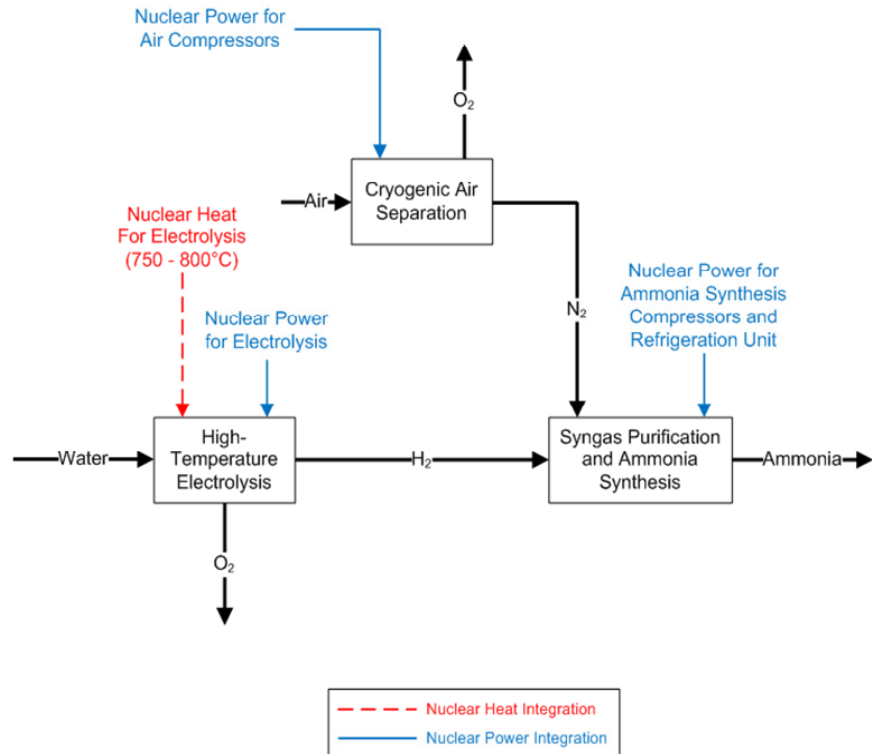 Nuclear Power for
Air Compressors
O₂
Air
Cryogenic Air
Separation
Nuclear Heat
For Electrolysis
(750 - 800°C)
Nuclear Power
for Electrolysis
N₂
Nuclear Power for
Ammonia Synthesis
Compressors and
Refrigeration Unit
Water
High-
Temperature
Electrolysis
H₂
Syngas Purification
and Ammonia
Synthesis
Ammonia
O₂
Nuclear Heat Integration
Nuclear Power Integration